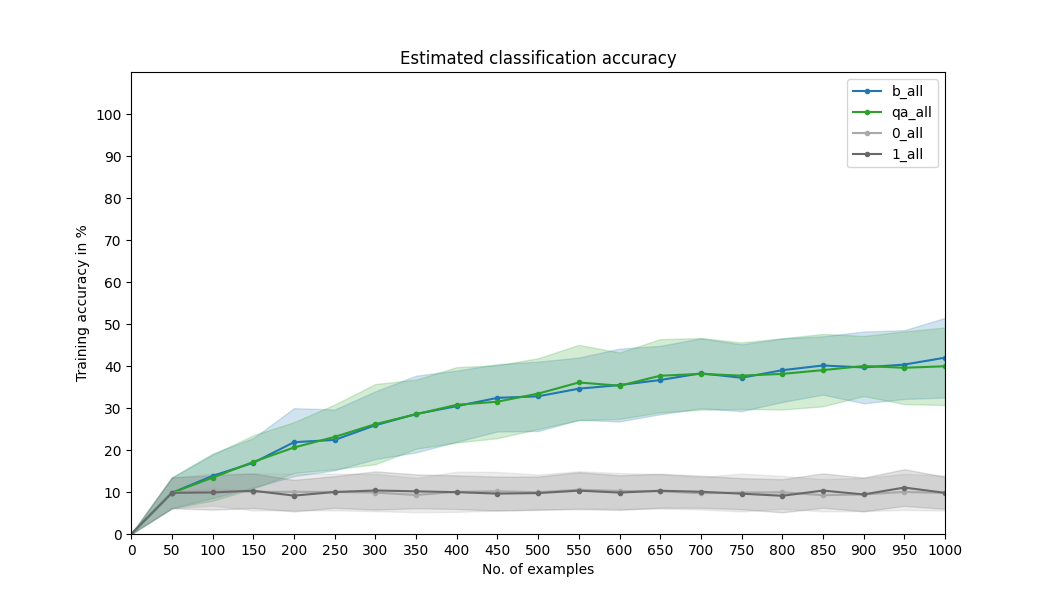 Estimated classification accuracy
b_all
qa_all
0_all
1_all
Training accuracy in %
100
90
80
70
60
50
40
30
20
10
0
0 50 100 150 200 250 300 350 400 450 500 550 600 650 700 750 800 850 900 950 1000
No. of examples